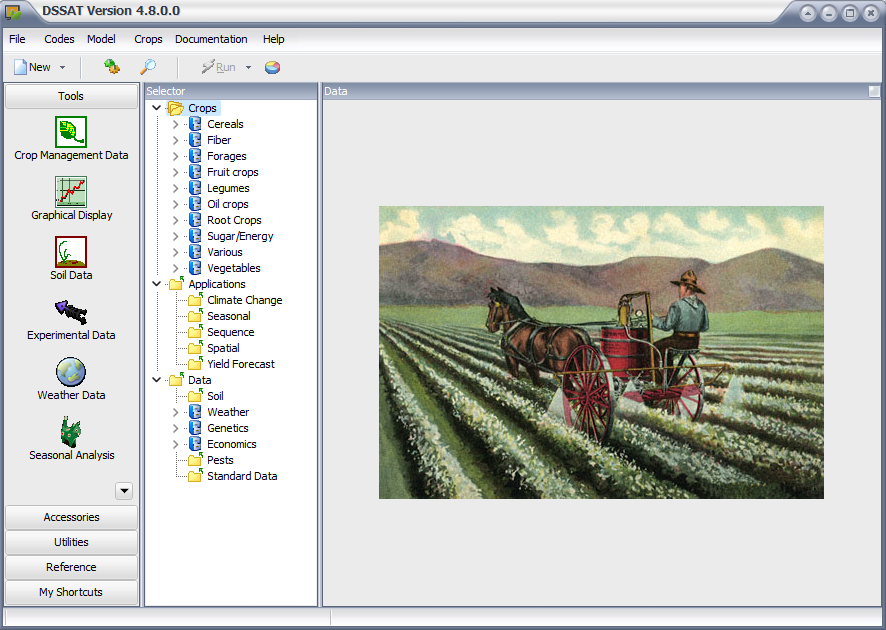 DSSAT Version 4.8.0.0
File Codes Model Crops Documentation Help
New Run
Tools
Crop Management Data
Graphical Display
Soil Data
Experimental Data
Weather Data
Seasonal Analysis
Accessories
Utilities
Reference
My Shortcuts
Selector
Crops
Cereals
Fiber
Forages
Fruit crops
Legumes
Oil crops
Root Crops
Sugar/Energy
Various
Vegetables
Applications
Climate Change
Seasonal
Sequence
Spatial
Yield Forecast
Data
Soil
Weather
Genetics
Economics
Pests
Standard Data
Data